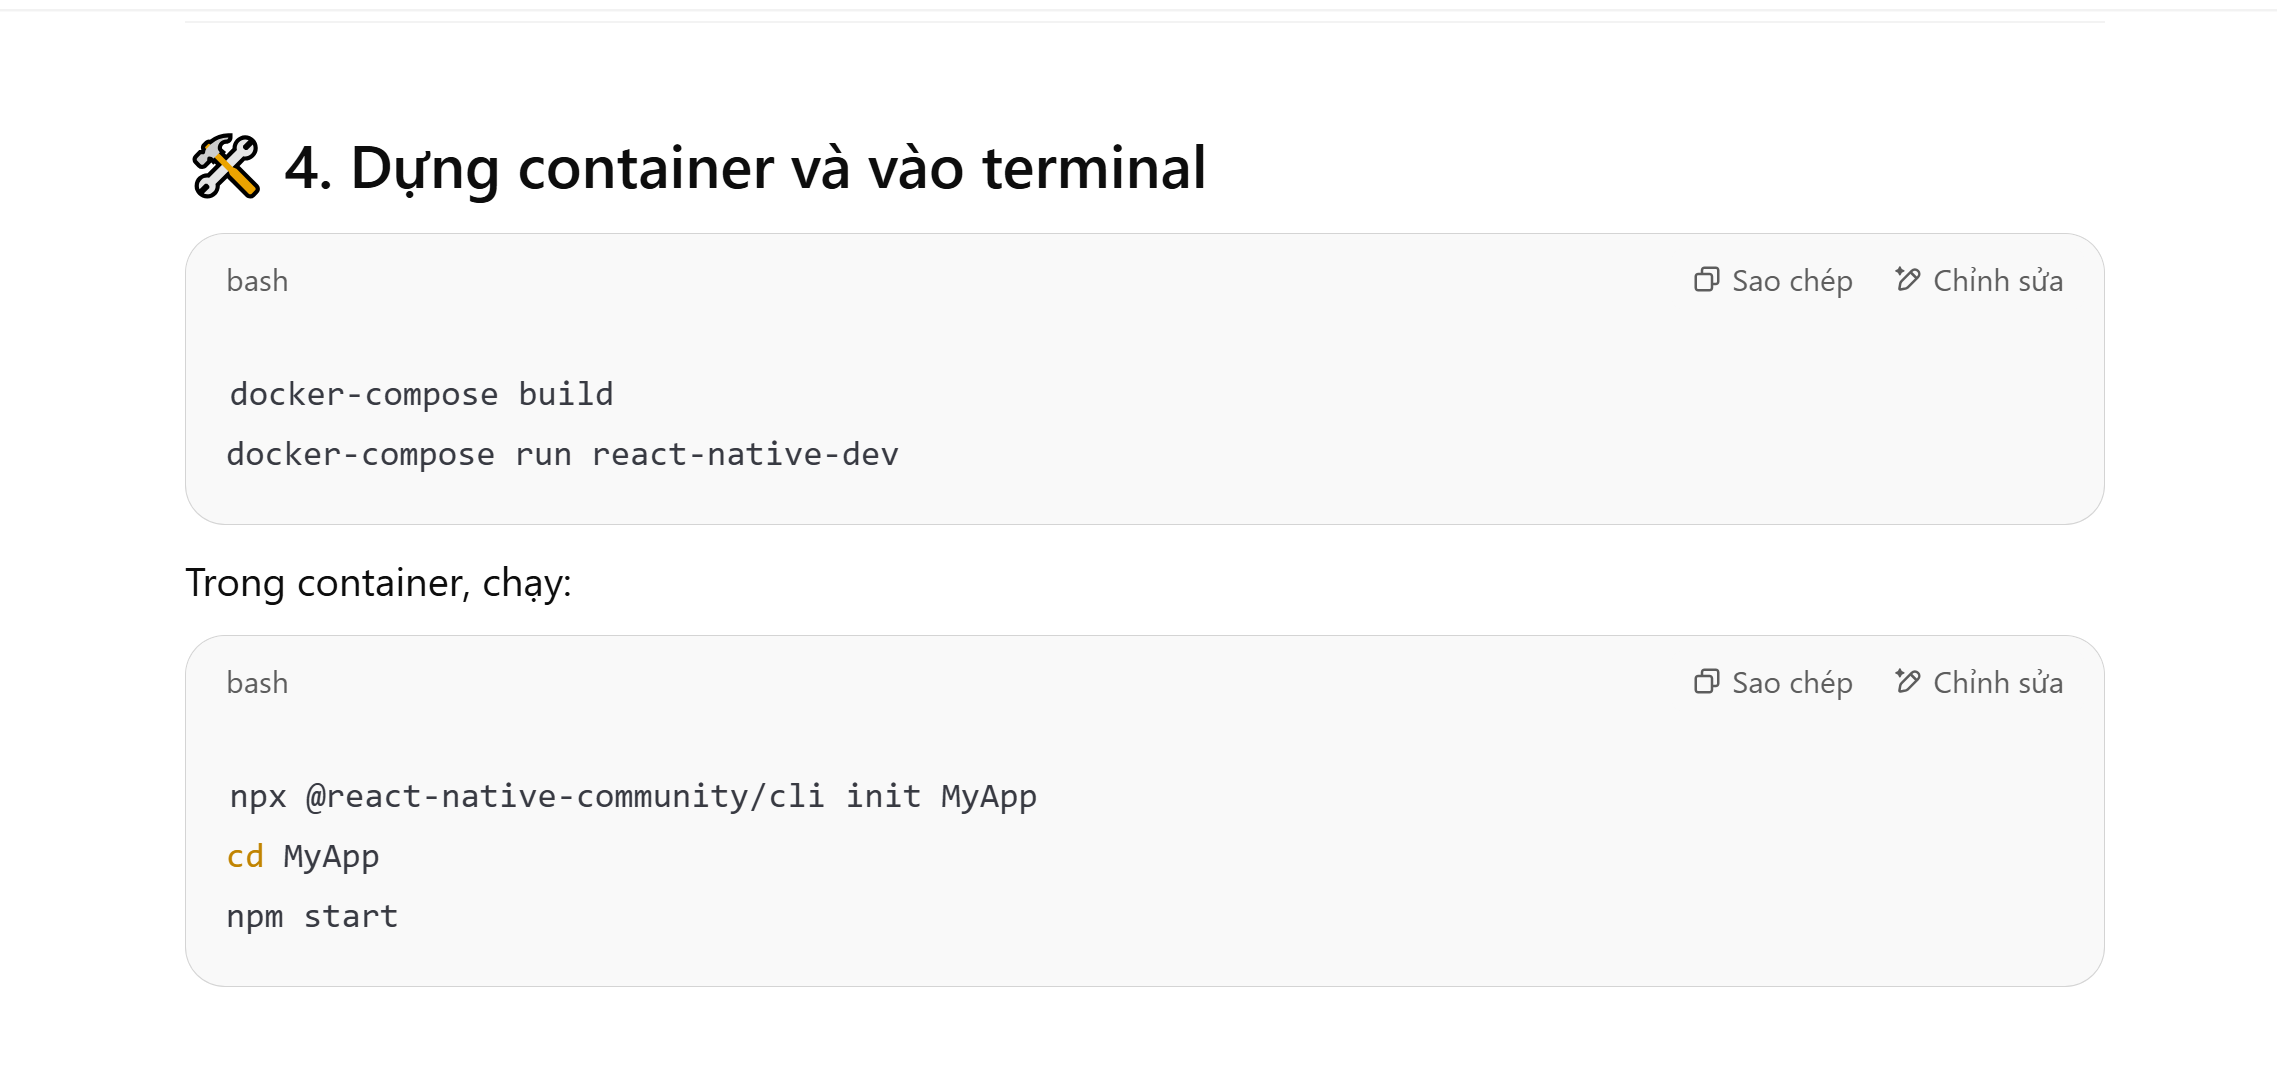 🛠 4. Dựng container và vào terminal
bash
Sao chép
Chỉnh sửa
docker-compose build
docker-compose run react-native-dev
Trong container, chạy:
bash
Sao chép
Chỉnh sửa
npx @react-native-community/cli init MyApp
cd MyApp
npm start